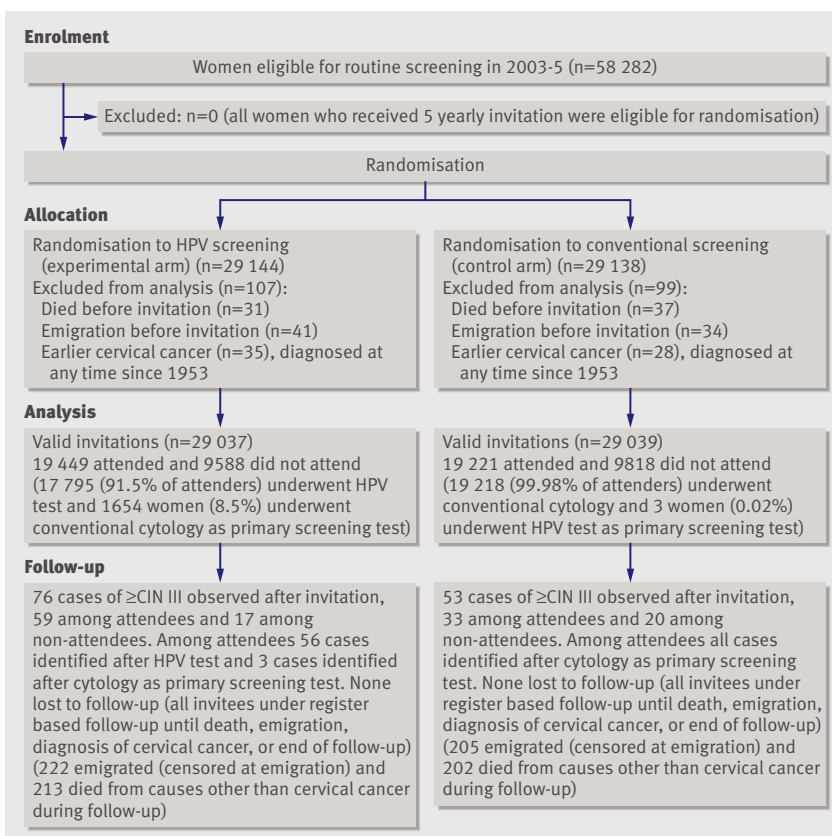 Enrolment
Women eligible for routine screening in 2003-5 (n=58 282)
Excluded: n=0 (all women who received 5 yearly invitation were eligible for randomisation)
Randomisation
Allocation
Randomisation to HPV screening
(experimental arm) (n=29 144)
Excluded from analysis (n=107):
Died before invitation (n=31)
Emigration before invitation (n=41)
Earlier cervical cancer (n=35), diagnosed at
any time since 1953
Randomisation to conventional screening
(control arm) (n=29 138)
Excluded from analysis (n=99):
Died before invitation (n=37)
Emigration before invitation (n=34)
Earlier cervical cancer (n=28), diagnosed at
any time since 1953
Analysis
Valid invitations (n=29 037)
19 449 attended and 9588 did not attend
(17 795 (91.5% of attenders) underwent HPV
test and 1654 women (8.5%) underwent
conventional cytology as primary screening test)
Valid invitations (n=29 039)
19 221 attended and 9818 did not attend
(19 218 (99.98% of attenders) underwent
conventional cytology and 3 women (0.02%)
underwent HPV test as primary screening test)
Follow-up
76 cases of ≥CIN III observed after invitation,
59 among attendees and 17 among
non-attendees. Among attendees 56 cases
identified after HPV test and 3 cases identified
after cytology as primary screening test. None
lost to follow-up (all invitees under register
based follow-up until death, emigration,
diagnosis of cervical cancer, or end of follow-up)
(222 emigrated (censored at emigration) and
213 died from causes other than cervical cancer
during follow-up)
53 cases of ≥CIN III observed after invitation,
33 among attendees and 20 among
non-attendees. Among attendees all cases
identified after cytology as primary screening
test. None lost to follow-up (all invitees under
register based follow-up until death, emigration,
diagnosis of cervical cancer, or end of follow-up)
(205 emigrated (censored at emigration) and
202 died from causes other than cervical cancer
during follow-up)